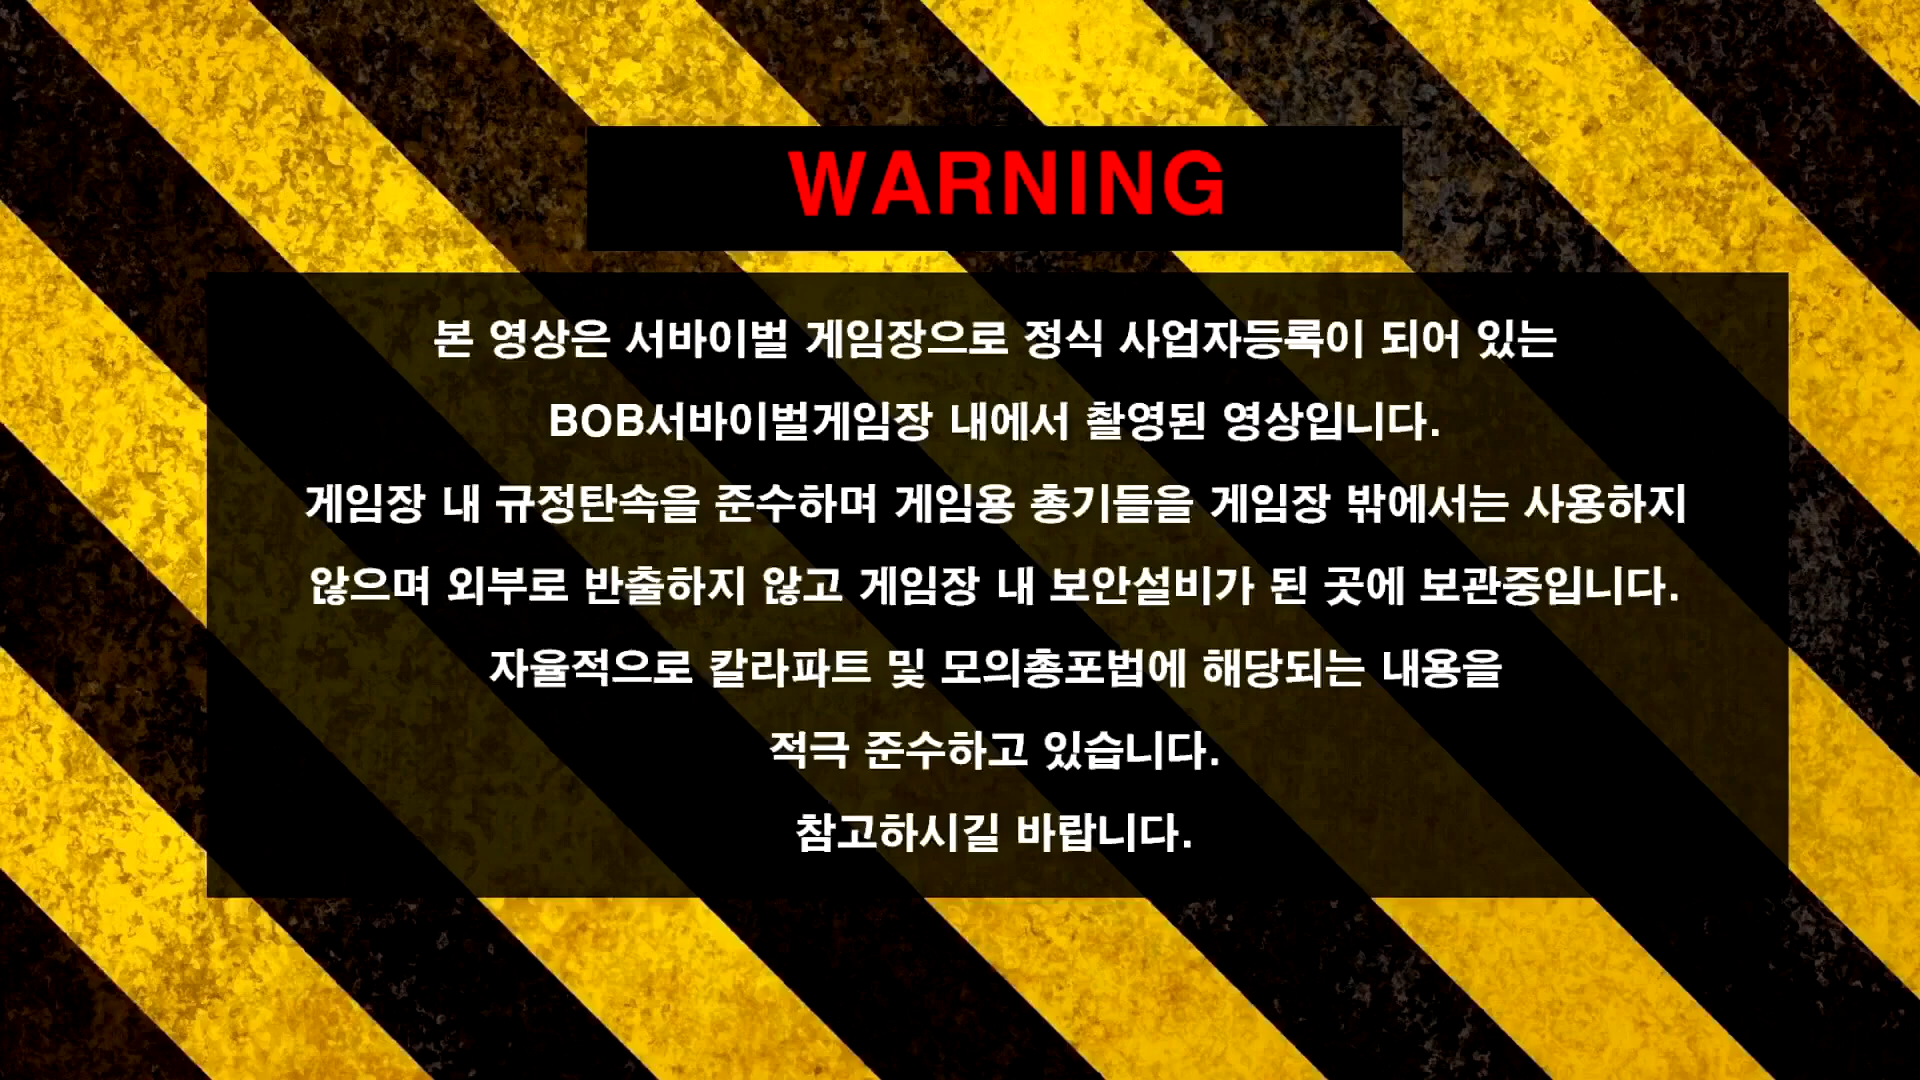 WARNING
본 영상은 서바이벌 게임장으로 정식 사업자등록이 되어 있는
BOB서바이벌게임장 내에서 촬영된 영상입니다.
게임장 내 규정탄속을 준수하며 게임용 총기들을 게임장 밖에서는 사용하지
않으며 외부로 반출하지 않고 게임장 내 보안설비가 된 곳에 보관중입니다.
자율적으로 칼라파트 및 모의총포법에 해당되는 내용을
적극 준수하고 있습니다.
참고하시길 바랍니다.